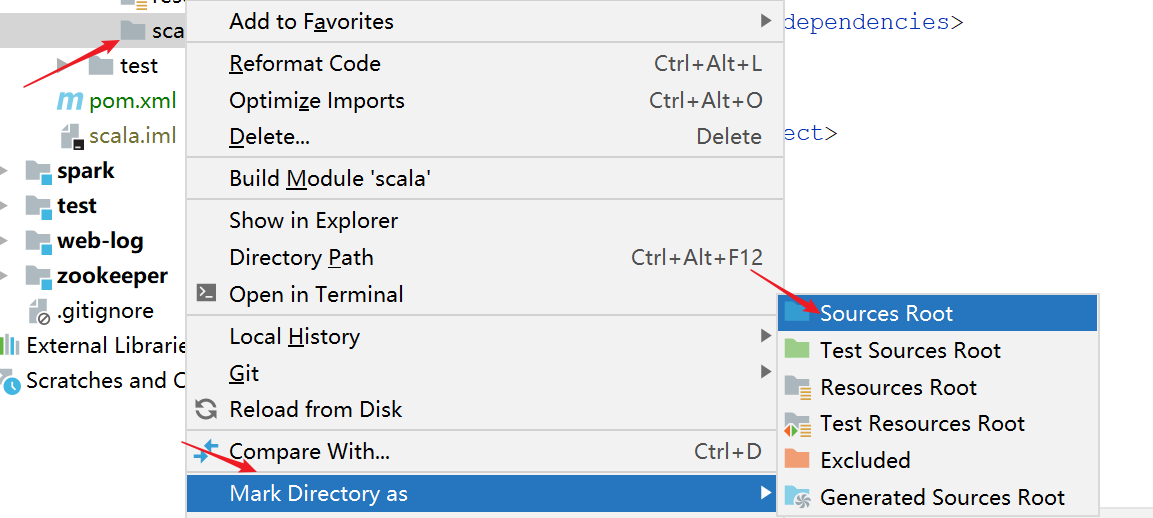 Add to Favorites
dependencies>
Reformat Code Ctrl+Alt+L
test
pom.xml
Optimize Imports Ctrl+Alt+O
scala.iml
Delete... Delete
ect>
spark
Build Module 'scala'
test
Show in Explorer
web-log
Directory Path Ctrl+Alt+F12
zookeeper
Open in Terminal
.gitignore
Sources Root
Local History
External Librarie
Test Sources Root
Git
Scratches and C
Resources Root
Reload from Disk
Test Resources Root
Compare With... Ctrl+D
Excluded
Mark Directory as
Generated Sources Root